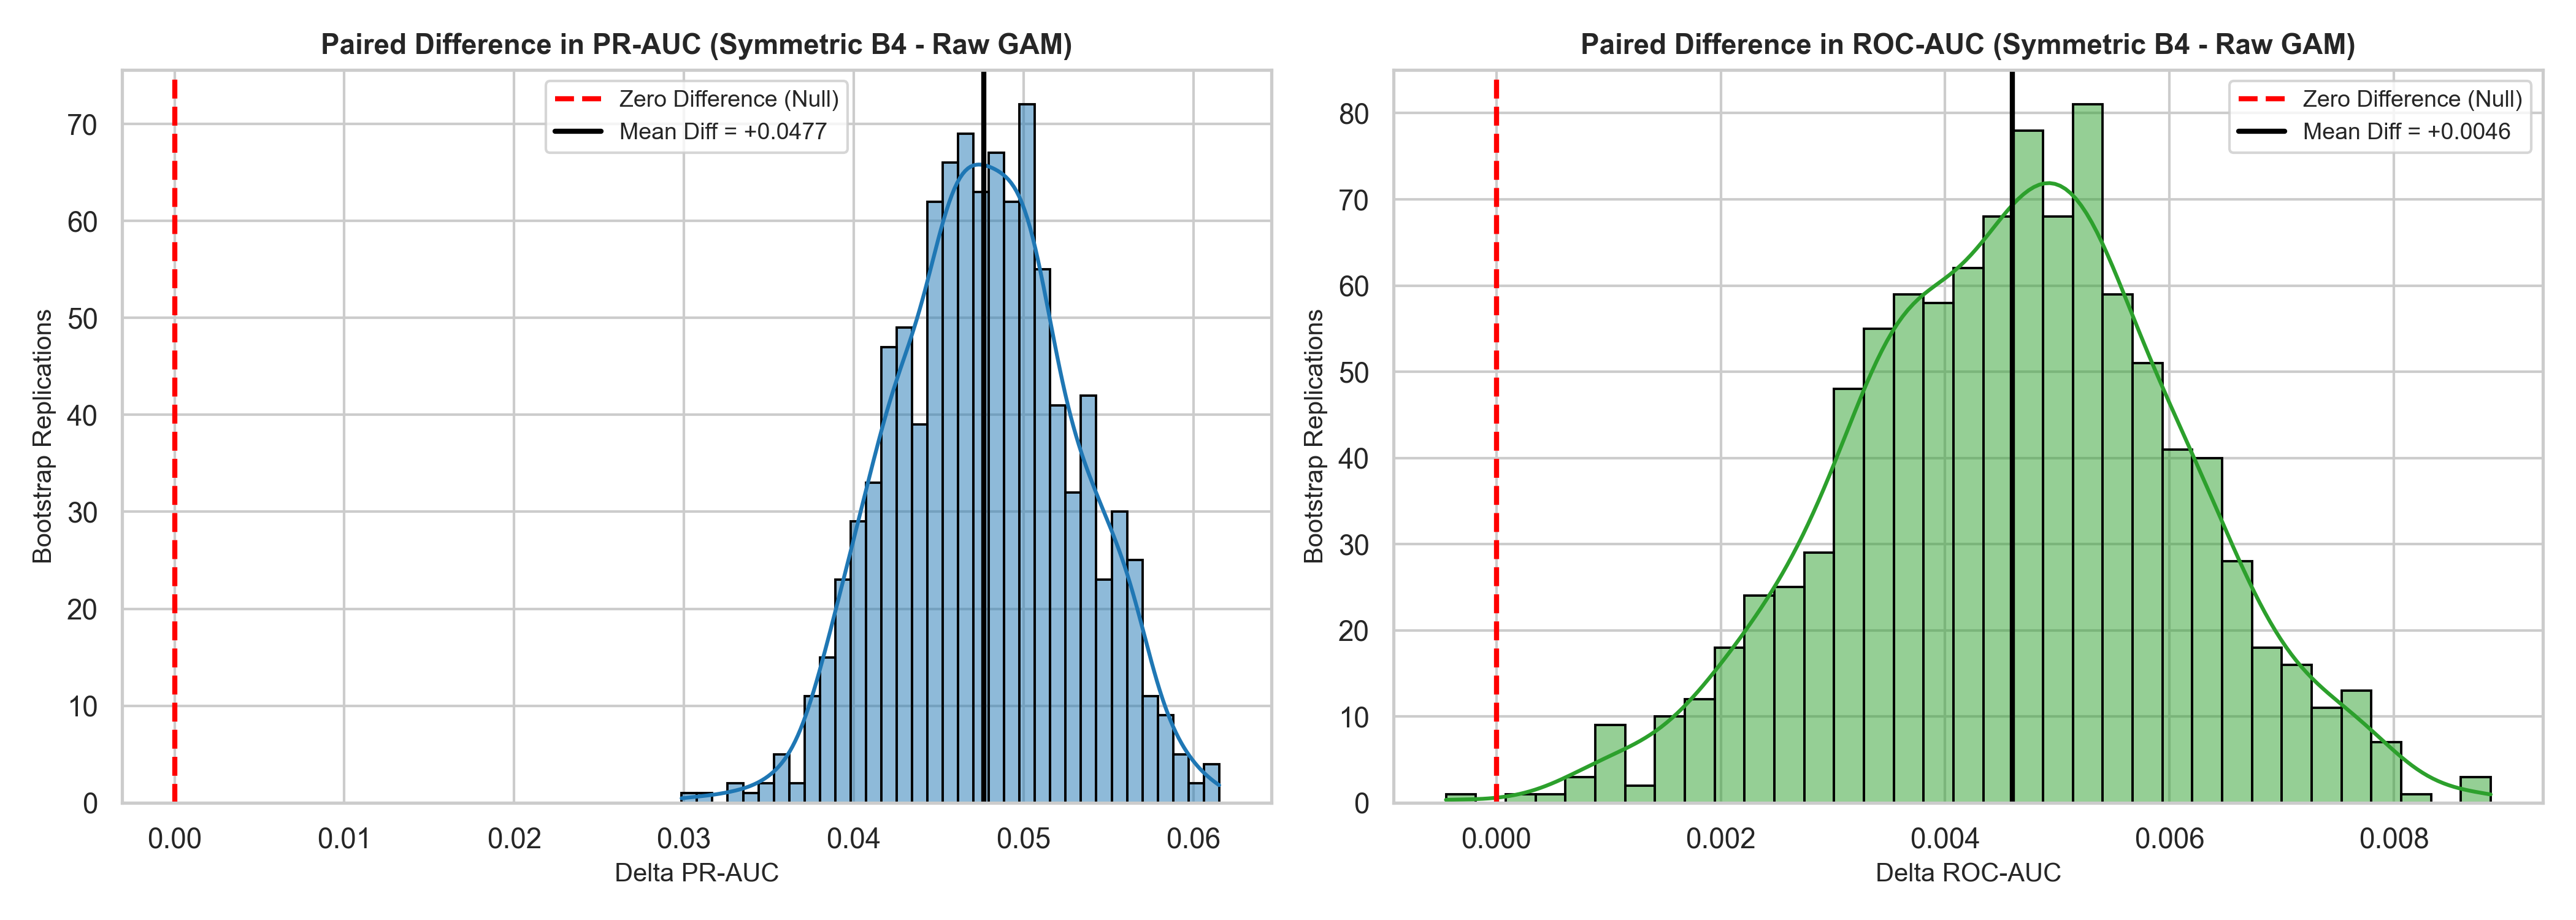 Paired Difference in PR-AUC (Symmetric B4 - Raw GAM)
Zero Difference (Null)
Mean Diff = +0.0477
Bootstrap Replications
70
60
50
40
30
20
10
0
0.00 0.01 0.02 0.03 0.04 0.05 0.06
Delta PR-AUC
Paired Difference in ROC-AUC (Symmetric B4 - Raw GAM)
Zero Difference (Null)
Mean Diff = +0.0046
Bootstrap Replications
80
70
60
50
40
30
20
10
0
0.000 0.002 0.004 0.006 0.008
Delta ROC-AUC